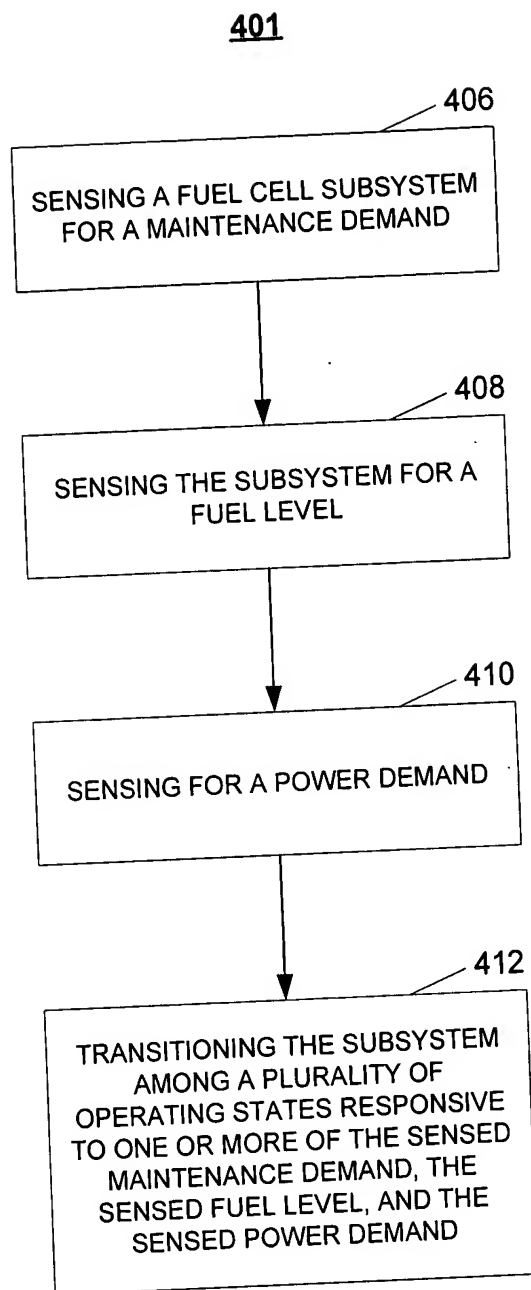 401
406
SENSING A FUEL CELL SUBSYSTEM
FOR A MAINTENANCE DEMAND
408
SENSING THE SUBSYSTEM FOR A
FUEL LEVEL
410
SENSING FOR A POWER DEMAND
412
TRANSITIONING THE SUBSYSTEM
AMONG A PLURALITY OF
OPERATING STATES RESPONSIVE
TO ONE OR MORE OF THE SENSED
MAINTENANCE DEMAND, THE
SENSED FUEL LEVEL, AND THE
SENSED POWER DEMAND